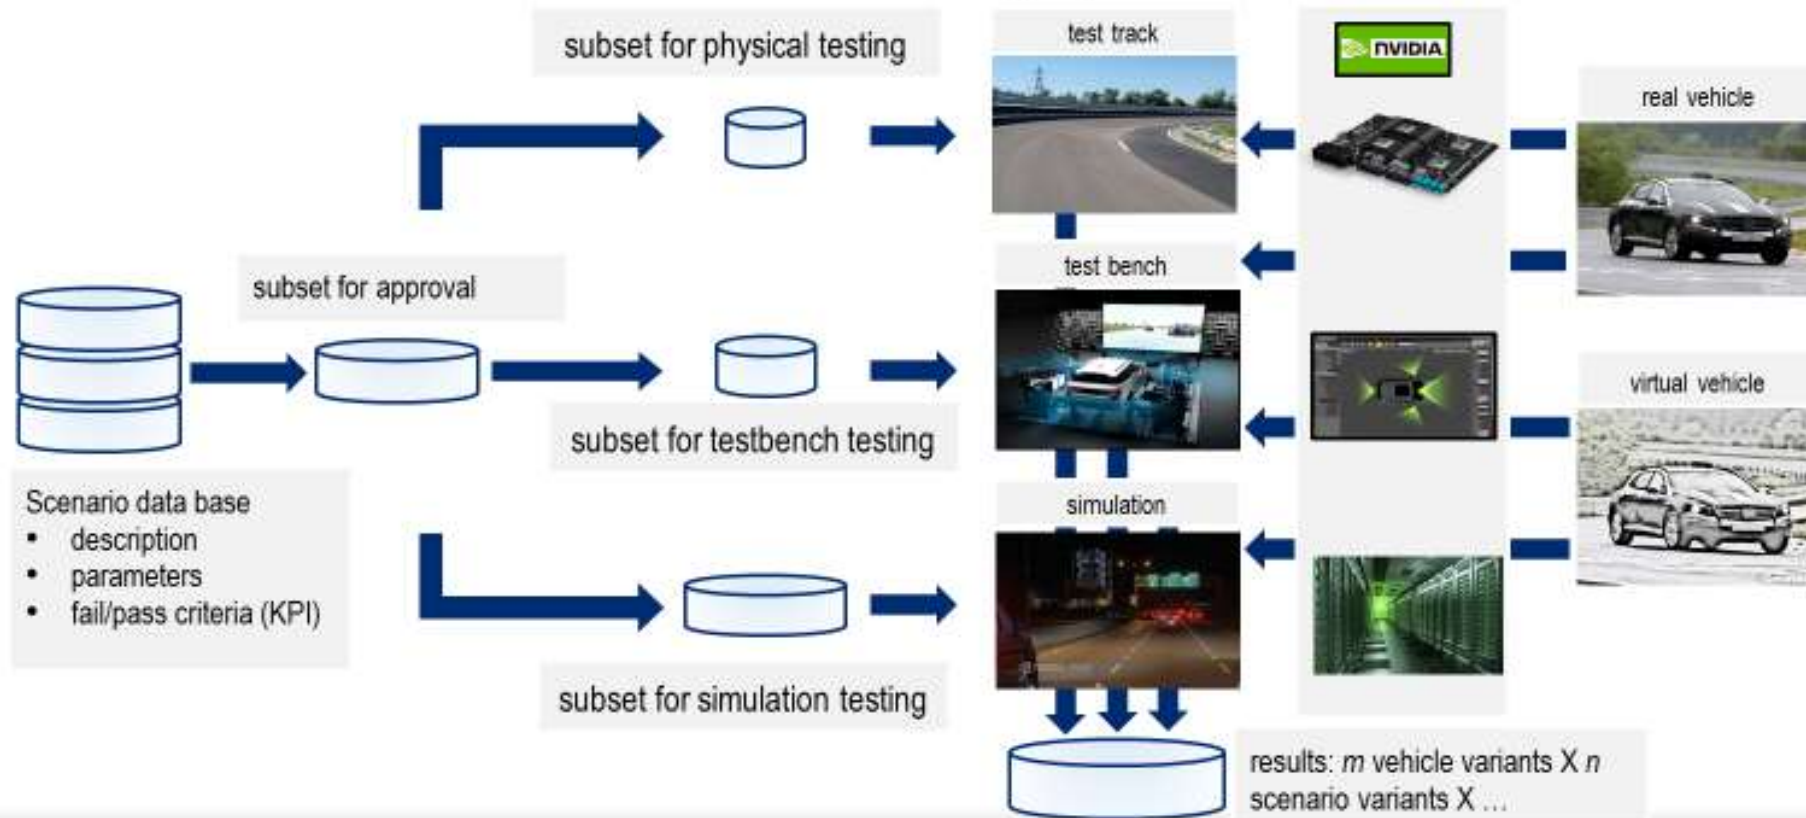 subset for physical testing
test track
NVIDIA
real vehicle
subset for approval
test bench
virtual vehicle
subset for testbench testing
Scenario data base
• description
• parameters
• fail/pass criteria (KPI)
simulation
subset for simulation testing
results: m vehicle variants X n
scenario variants X …